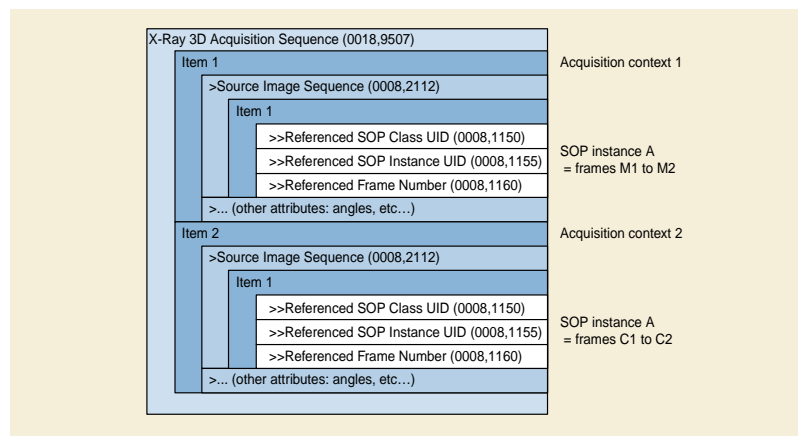 X-Ray 3D Acquisition Sequence (0018,9507)
Item 1
Acquisition context 1
>Source Image Sequence (0008,2112)
Item 1
>>Referenced SOP Class UID (0008,1150)
>>Referenced SOP Instance UID (0008,1155)
>>Referenced Frame Number (0008,1160)
SOP instance A
= frames M1 to M2
>... (other attributes: angles, etc…)
Item 2
Acquisition context 2
>Source Image Sequence (0008,2112)
Item 1
>>Referenced SOP Class UID (0008,1150)
>>Referenced SOP Instance UID (0008,1155)
>>Referenced Frame Number (0008,1160)
SOP instance A
= frames C1 to C2
>... (other attributes: angles, etc…)